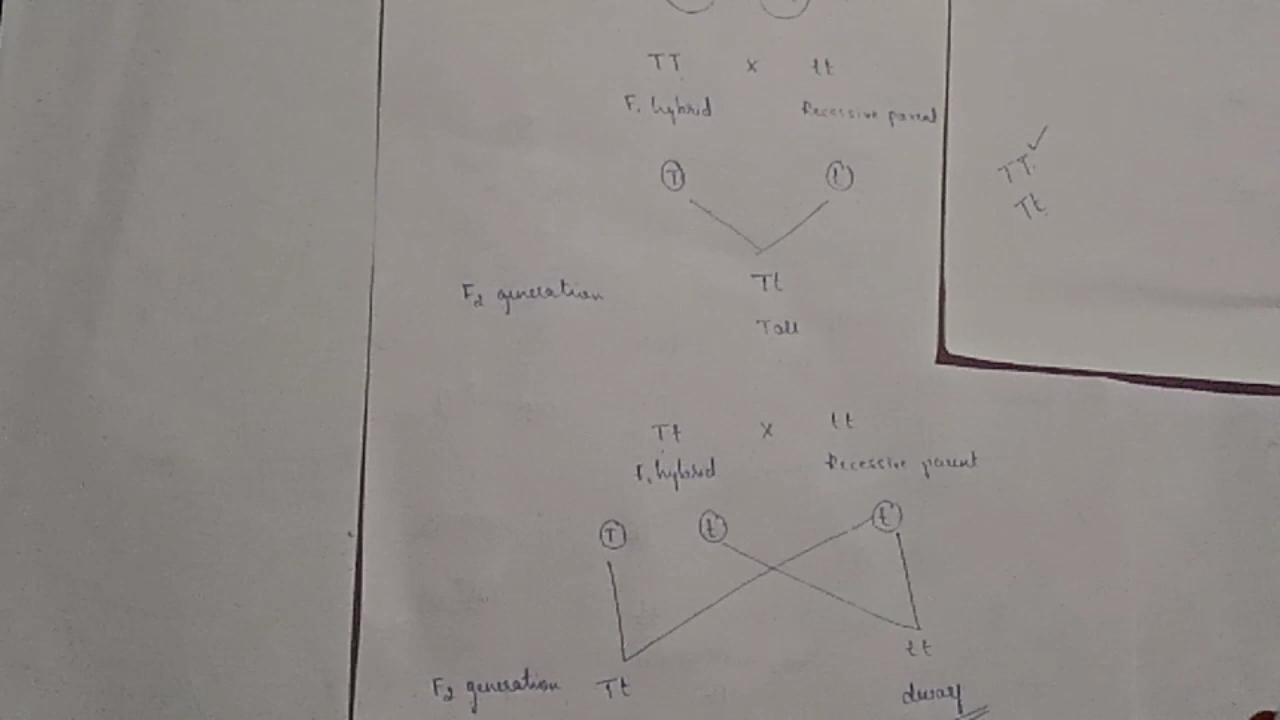 TT x tt
F1 hybrid Recessive parent
T t
TT
Tt
F2 generation Tt
Tall
Tt x tt
F1 hybrid Recessive parent
T t t
tt
F2 generation Tt
dwarf